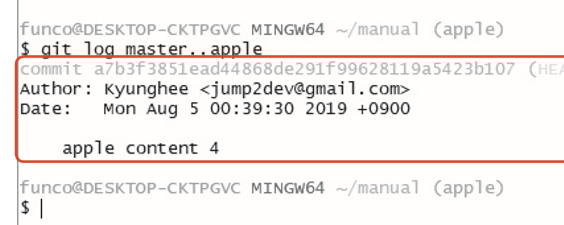 funco@DESKTOP-CKTPGVC MINGW64 ~/manual (apple)
$ git log master..apple
commit a7b3f3851ead44868de291f99628119a5423b107 (HEA
Author: Kyunghee <jump2dev@gmail.com>
Date:   Mon Aug 5 00:39:30 2019 +0900
    apple content 4
funco@DESKTOP-CKTPGVC MINGW64 ~/manual (apple)
$